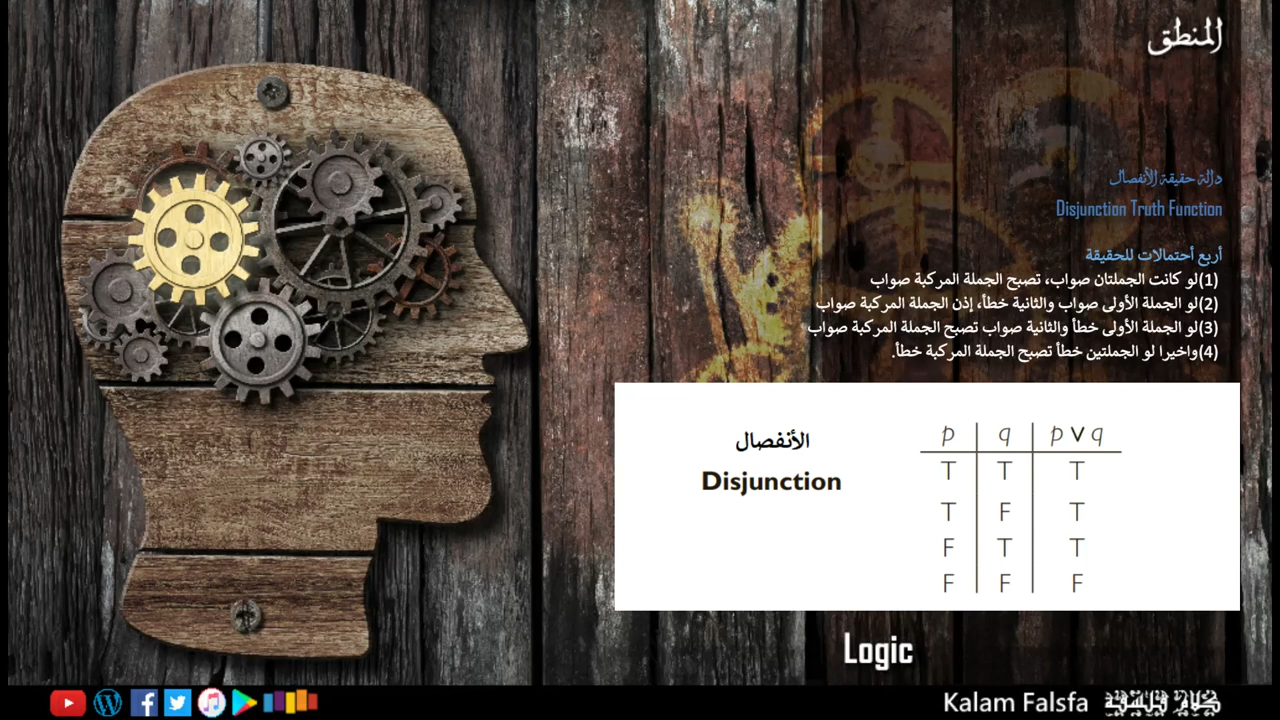 المنطق
دالة حقيقة الأنفصال
Disjunction Truth Function
أربع أحتمالات للحقيقة
(1)لو كانت الجملتان صواب، تصبح الجملة المركبة صواب
(2)لو الجملة الأولى صواب والثانية خطأ، إذن الجملة المركبة صواب
(3)لو الجملة الأولى خطأ والثانية صواب تصبح الجملة المركبة صواب
(4)واخيرا لو الجملتين خطأ تصبح الجملة المركبة خطأ.
الأنفصال
Disjunction
p q p ∨ q
T T T
T F T
F T T
F F F
Logic
Kalam Falsfa كلام فلسفة